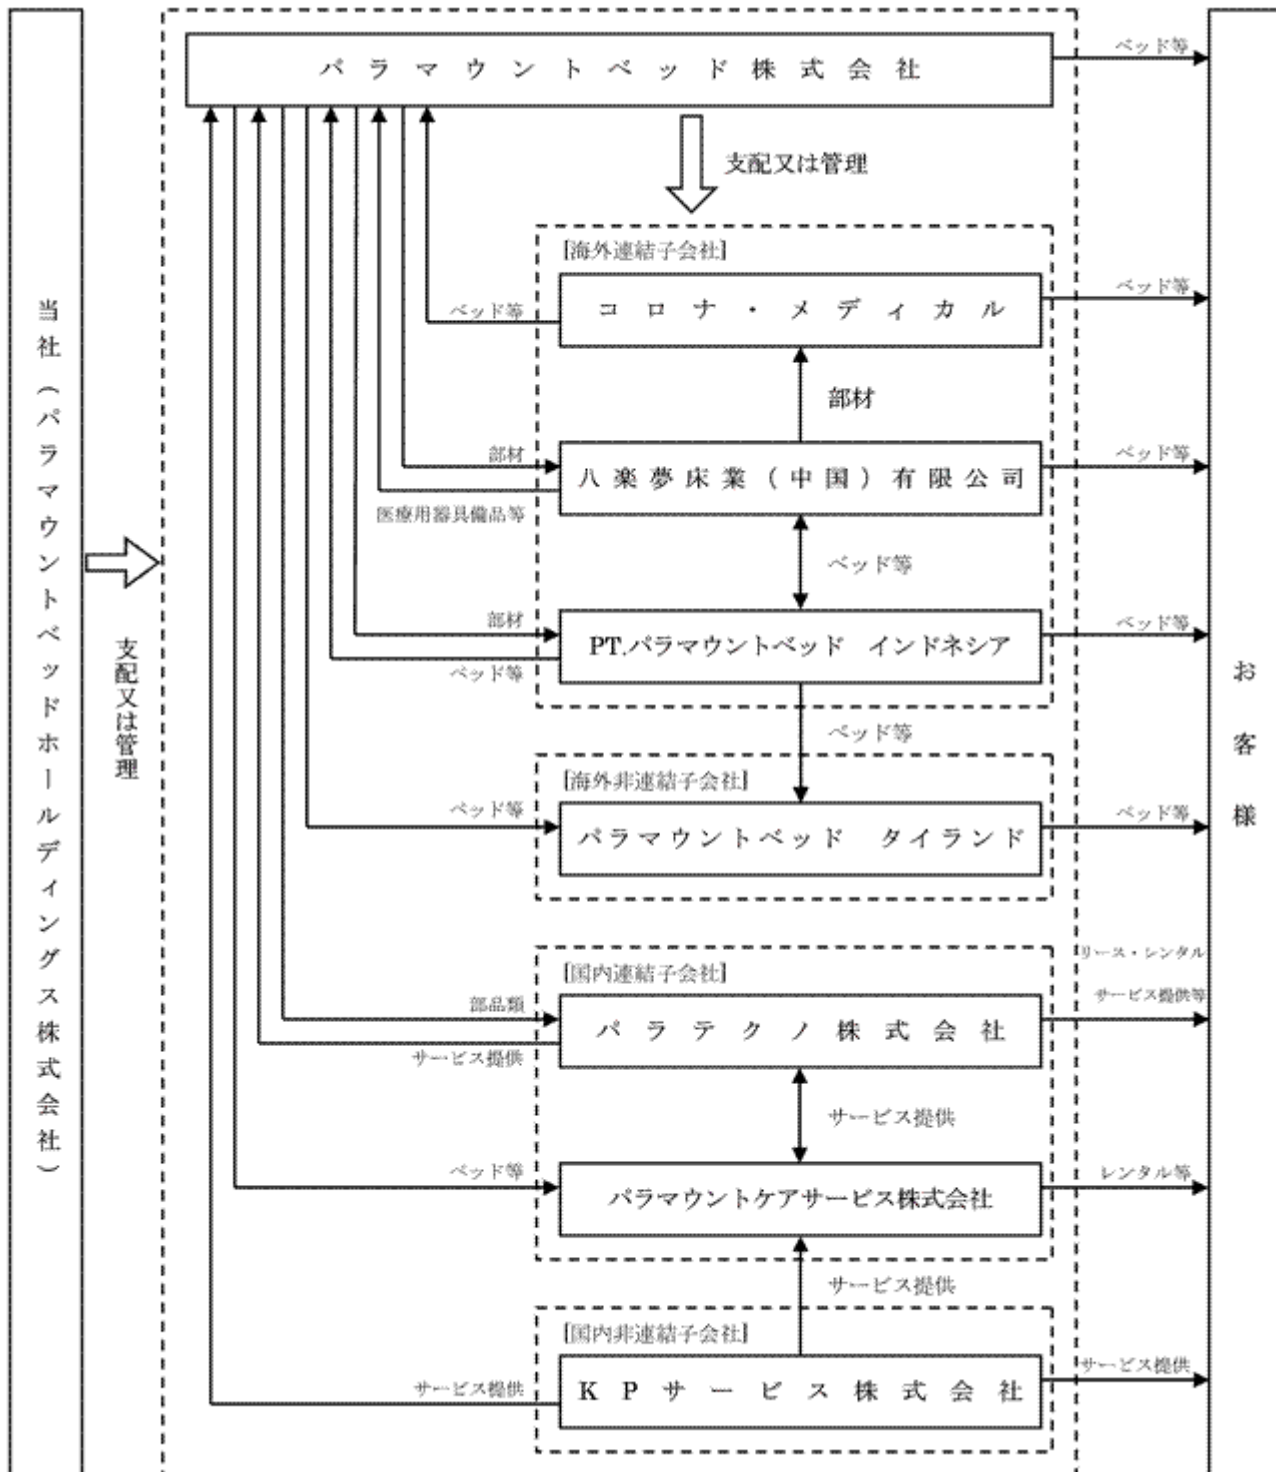 当社（パラマウントベッドホールディングス株式会社）
支配又は管理
パラマウントベッド株式会社
ベッド等
支配又は管理
[海外連結子会社]
コロナ・メディカル
ベッド等
ベッド等
部材
部材
八楽夢床業（中国）有限公司
ベッド等
医療用器具備品等
ベッド等
部材
PT.パラマウントベッド　インドネシア
ベッド等
ベッド等
ベッド等
[海外非連結子会社]
ベッド等
パラマウントベッド　タイランド
ベッド等
[国内連結子会社]
リース・レンタル
サービス提供等
部品類
パラテクノ株式会社
サービス提供
サービス提供
ベッド等
パラマウントケアサービス株式会社
レンタル等
サービス提供
[国内非連結子会社]
サービス提供
KPサービス株式会社
サービス提供
お客様